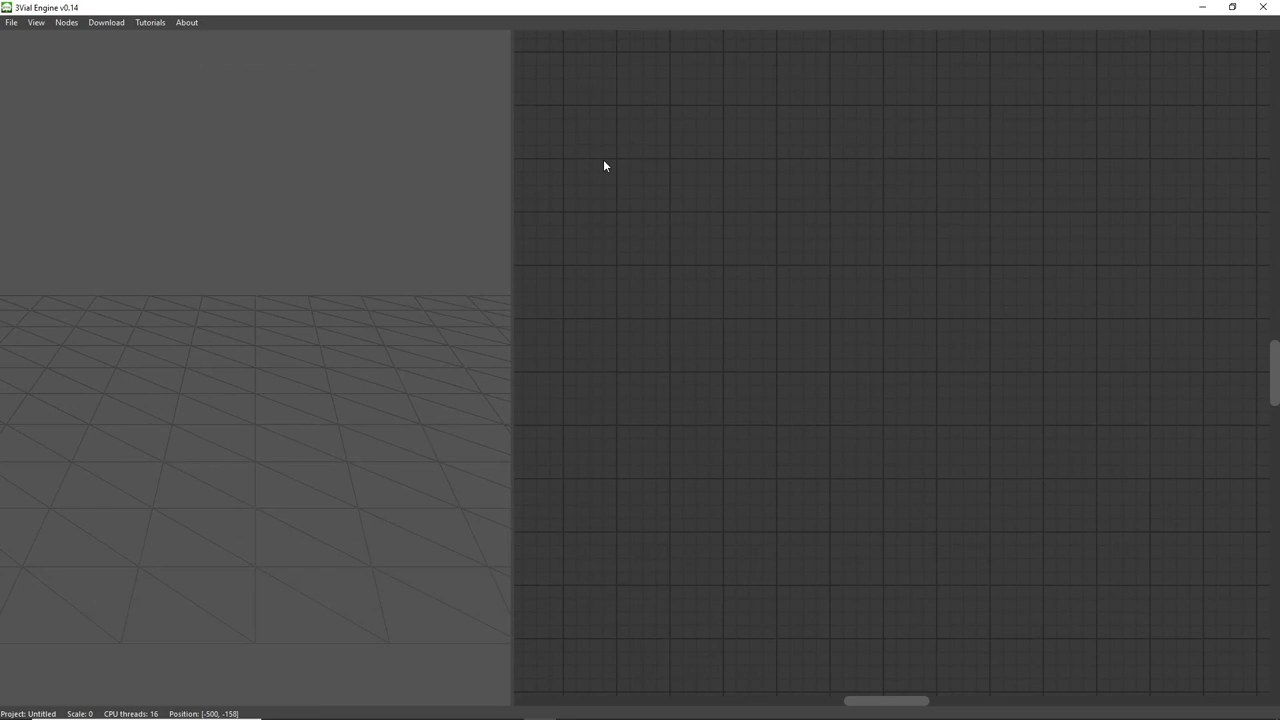 3Vial Engine v0.14
File View Nodes Download Tutorials About
Project: Untitled Scale: 0 CPU threads: 16 Position: [-500, -158]